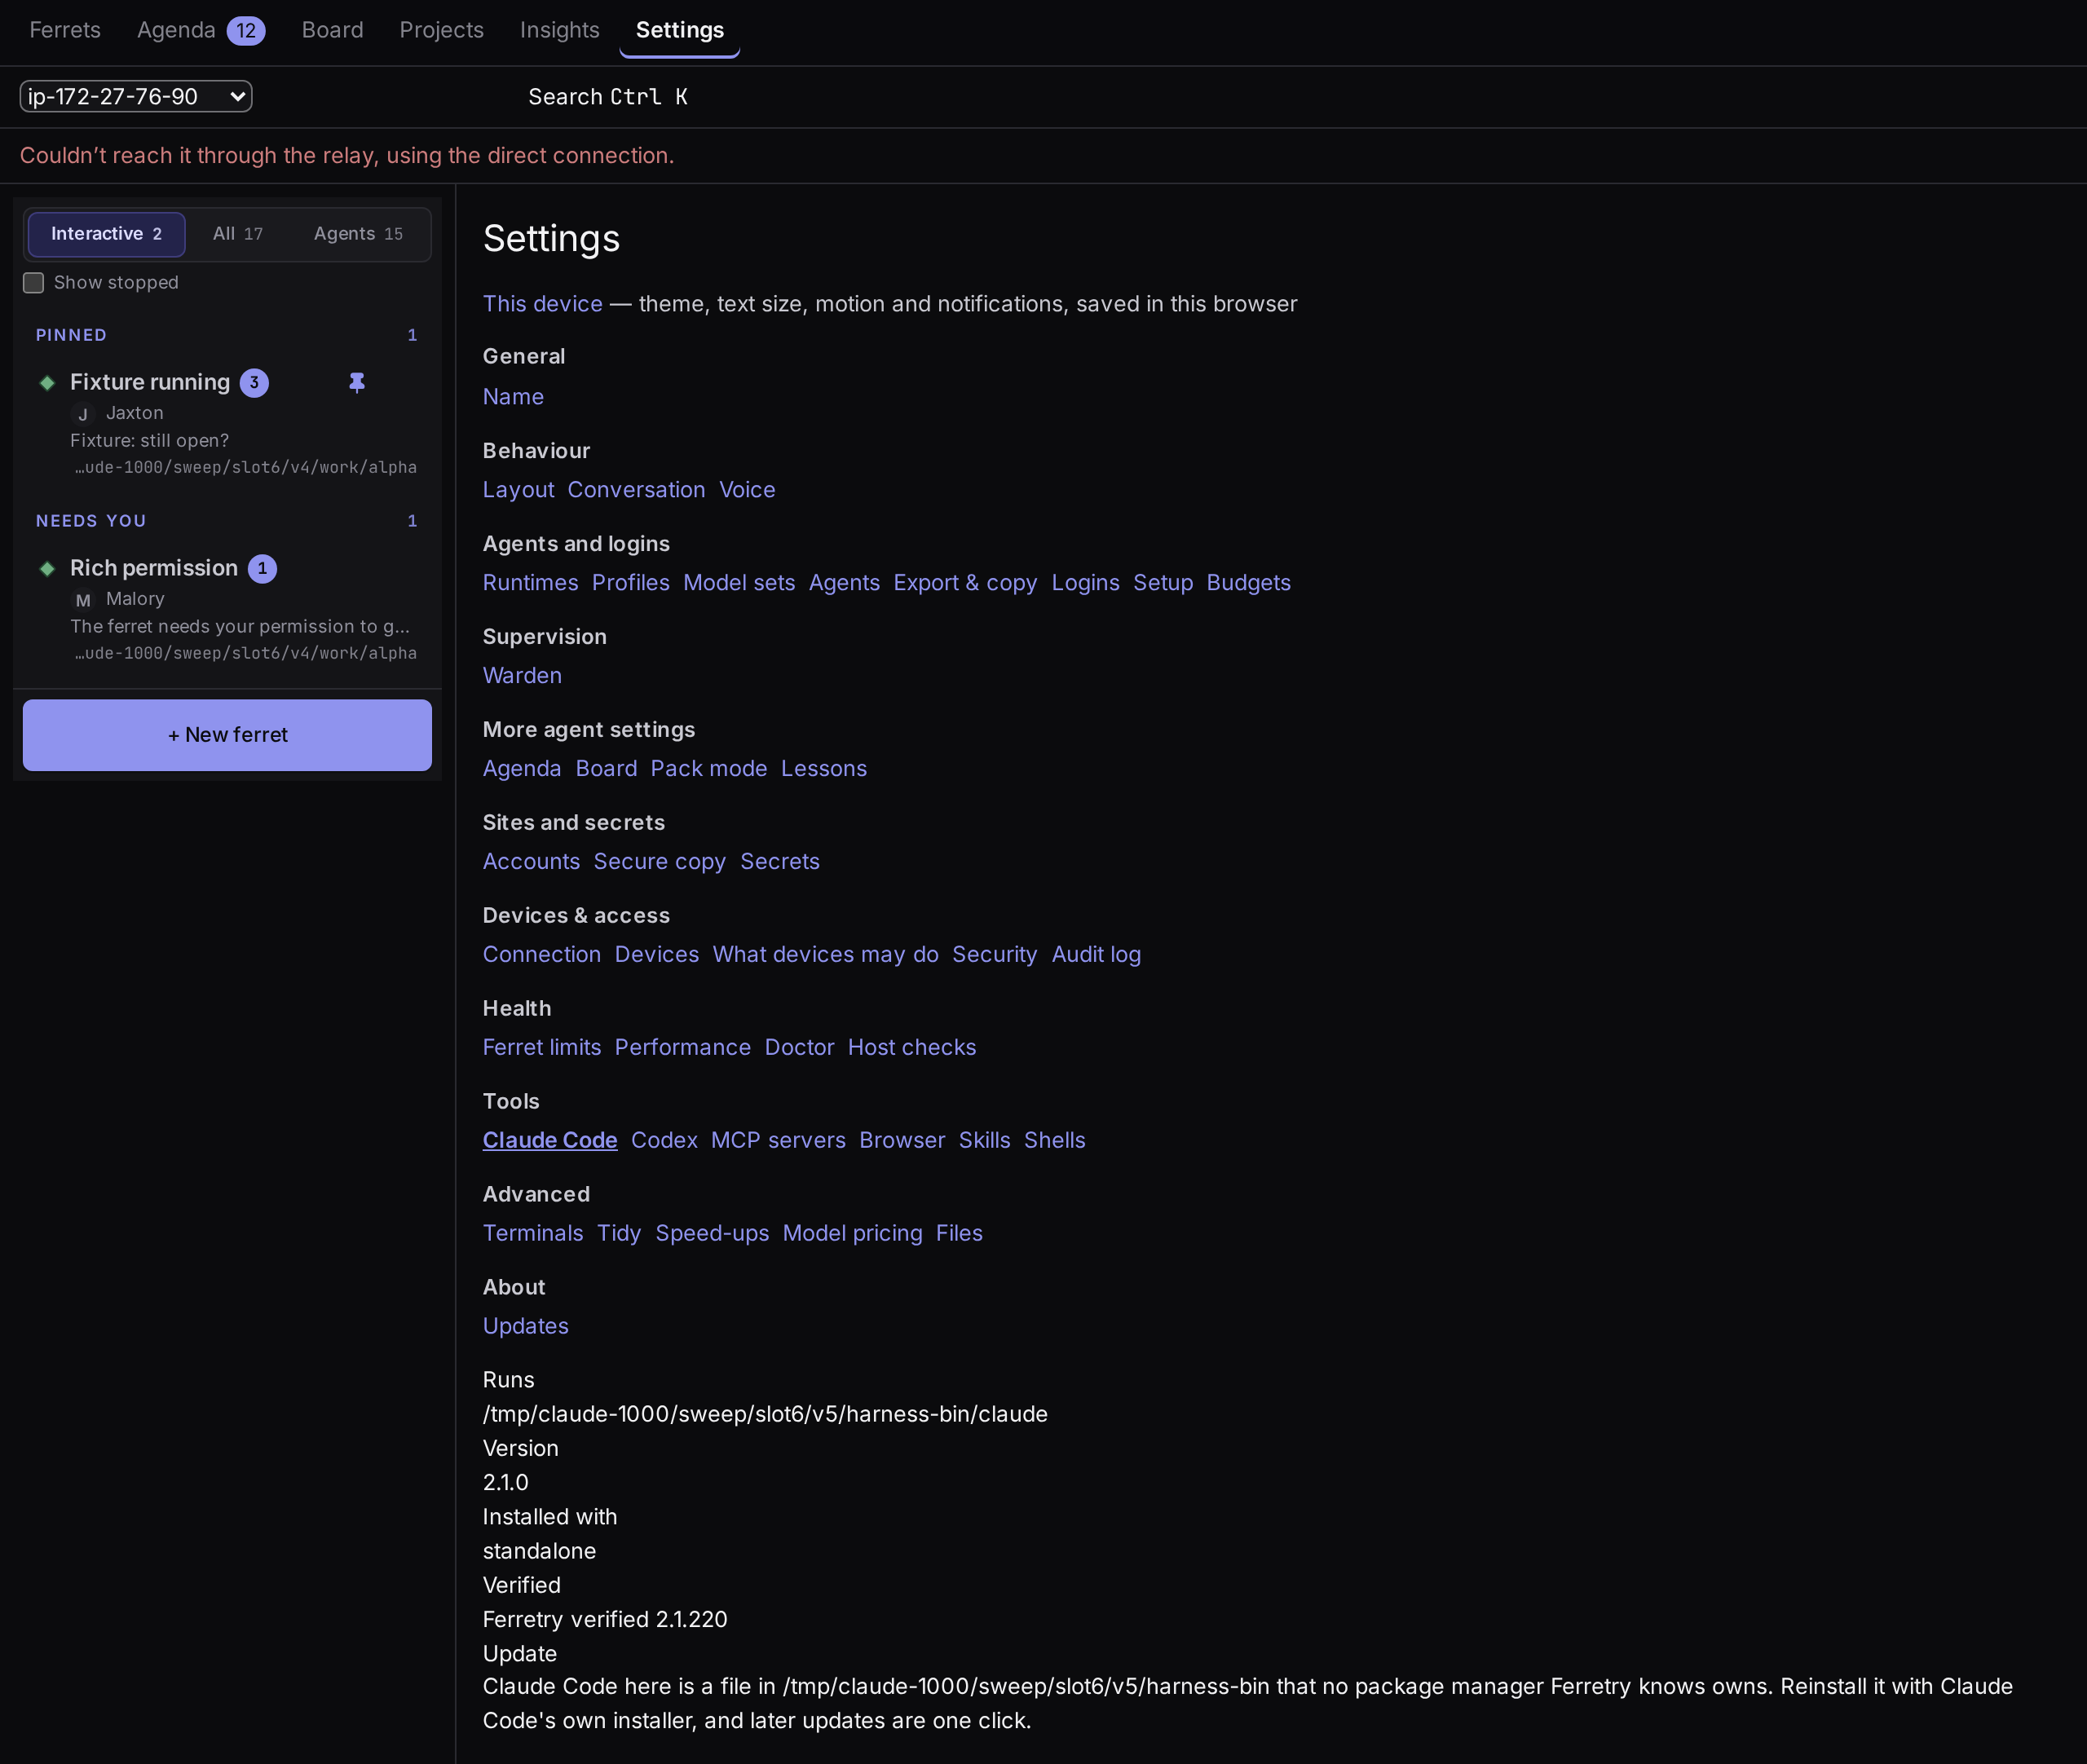 Ferrets Agenda 12 Board Projects Insights Settings
ip-172-27-76-90 Search Ctrl K
Couldn’t reach it through the relay, using the direct connection.
Interactive 2 All 17 Agents 15
Show stopped
PINNED 1
Fixture running 3
J Jaxton
Fixture: still open?
…ude-1000/sweep/slot6/v4/work/alpha
NEEDS YOU 1
Rich permission 1
M Malory
The ferret needs your permission to g…
…ude-1000/sweep/slot6/v4/work/alpha
+ New ferret
Settings
This device — theme, text size, motion and notifications, saved in this browser
General
Name
Behaviour
Layout Conversation Voice
Agents and logins
Runtimes Profiles Model sets Agents Export & copy Logins Setup Budgets
Supervision
Warden
More agent settings
Agenda Board Pack mode Lessons
Sites and secrets
Accounts Secure copy Secrets
Devices & access
Connection Devices What devices may do Security Audit log
Health
Ferret limits Performance Doctor Host checks
Tools
Claude Code Codex MCP servers Browser Skills Shells
Advanced
Terminals Tidy Speed-ups Model pricing Files
About
Updates
Runs
/tmp/claude-1000/sweep/slot6/v5/harness-bin/claude
Version
2.1.0
Installed with
standalone
Verified
Ferretry verified 2.1.220
Update
Claude Code here is a file in /tmp/claude-1000/sweep/slot6/v5/harness-bin that no package manager Ferretry knows owns. Reinstall it with Claude
Code's own installer, and later updates are one click.